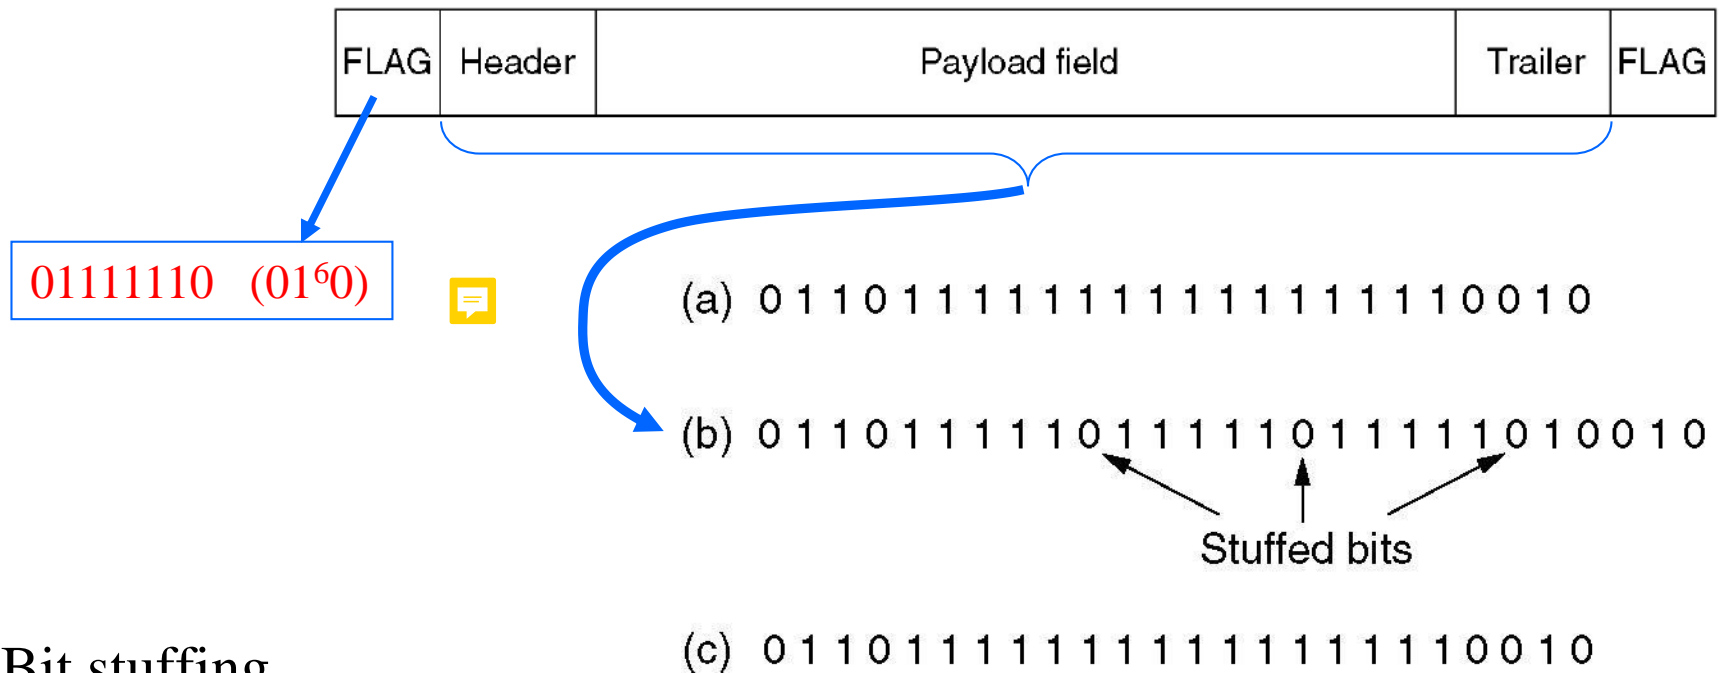 FLAG Header Payload field Trailer FLAG
01111110 (01⁶0)
(a) 0 1 1 0 1 1 1 1 1 1 1 1 1 1 1 1 1 1 1 1 0 0 1 0
(b) 0 1 1 0 1 1 1 1 1 0 1 1 1 1 1 0 1 1 1 1 1 0 1 0 0 1 0
Stuffed bits
(c) 0 1 1 0 1 1 1 1 1 1 1 1 1 1 1 1 1 1 1 1 0 0 1 0
Bit stuffing